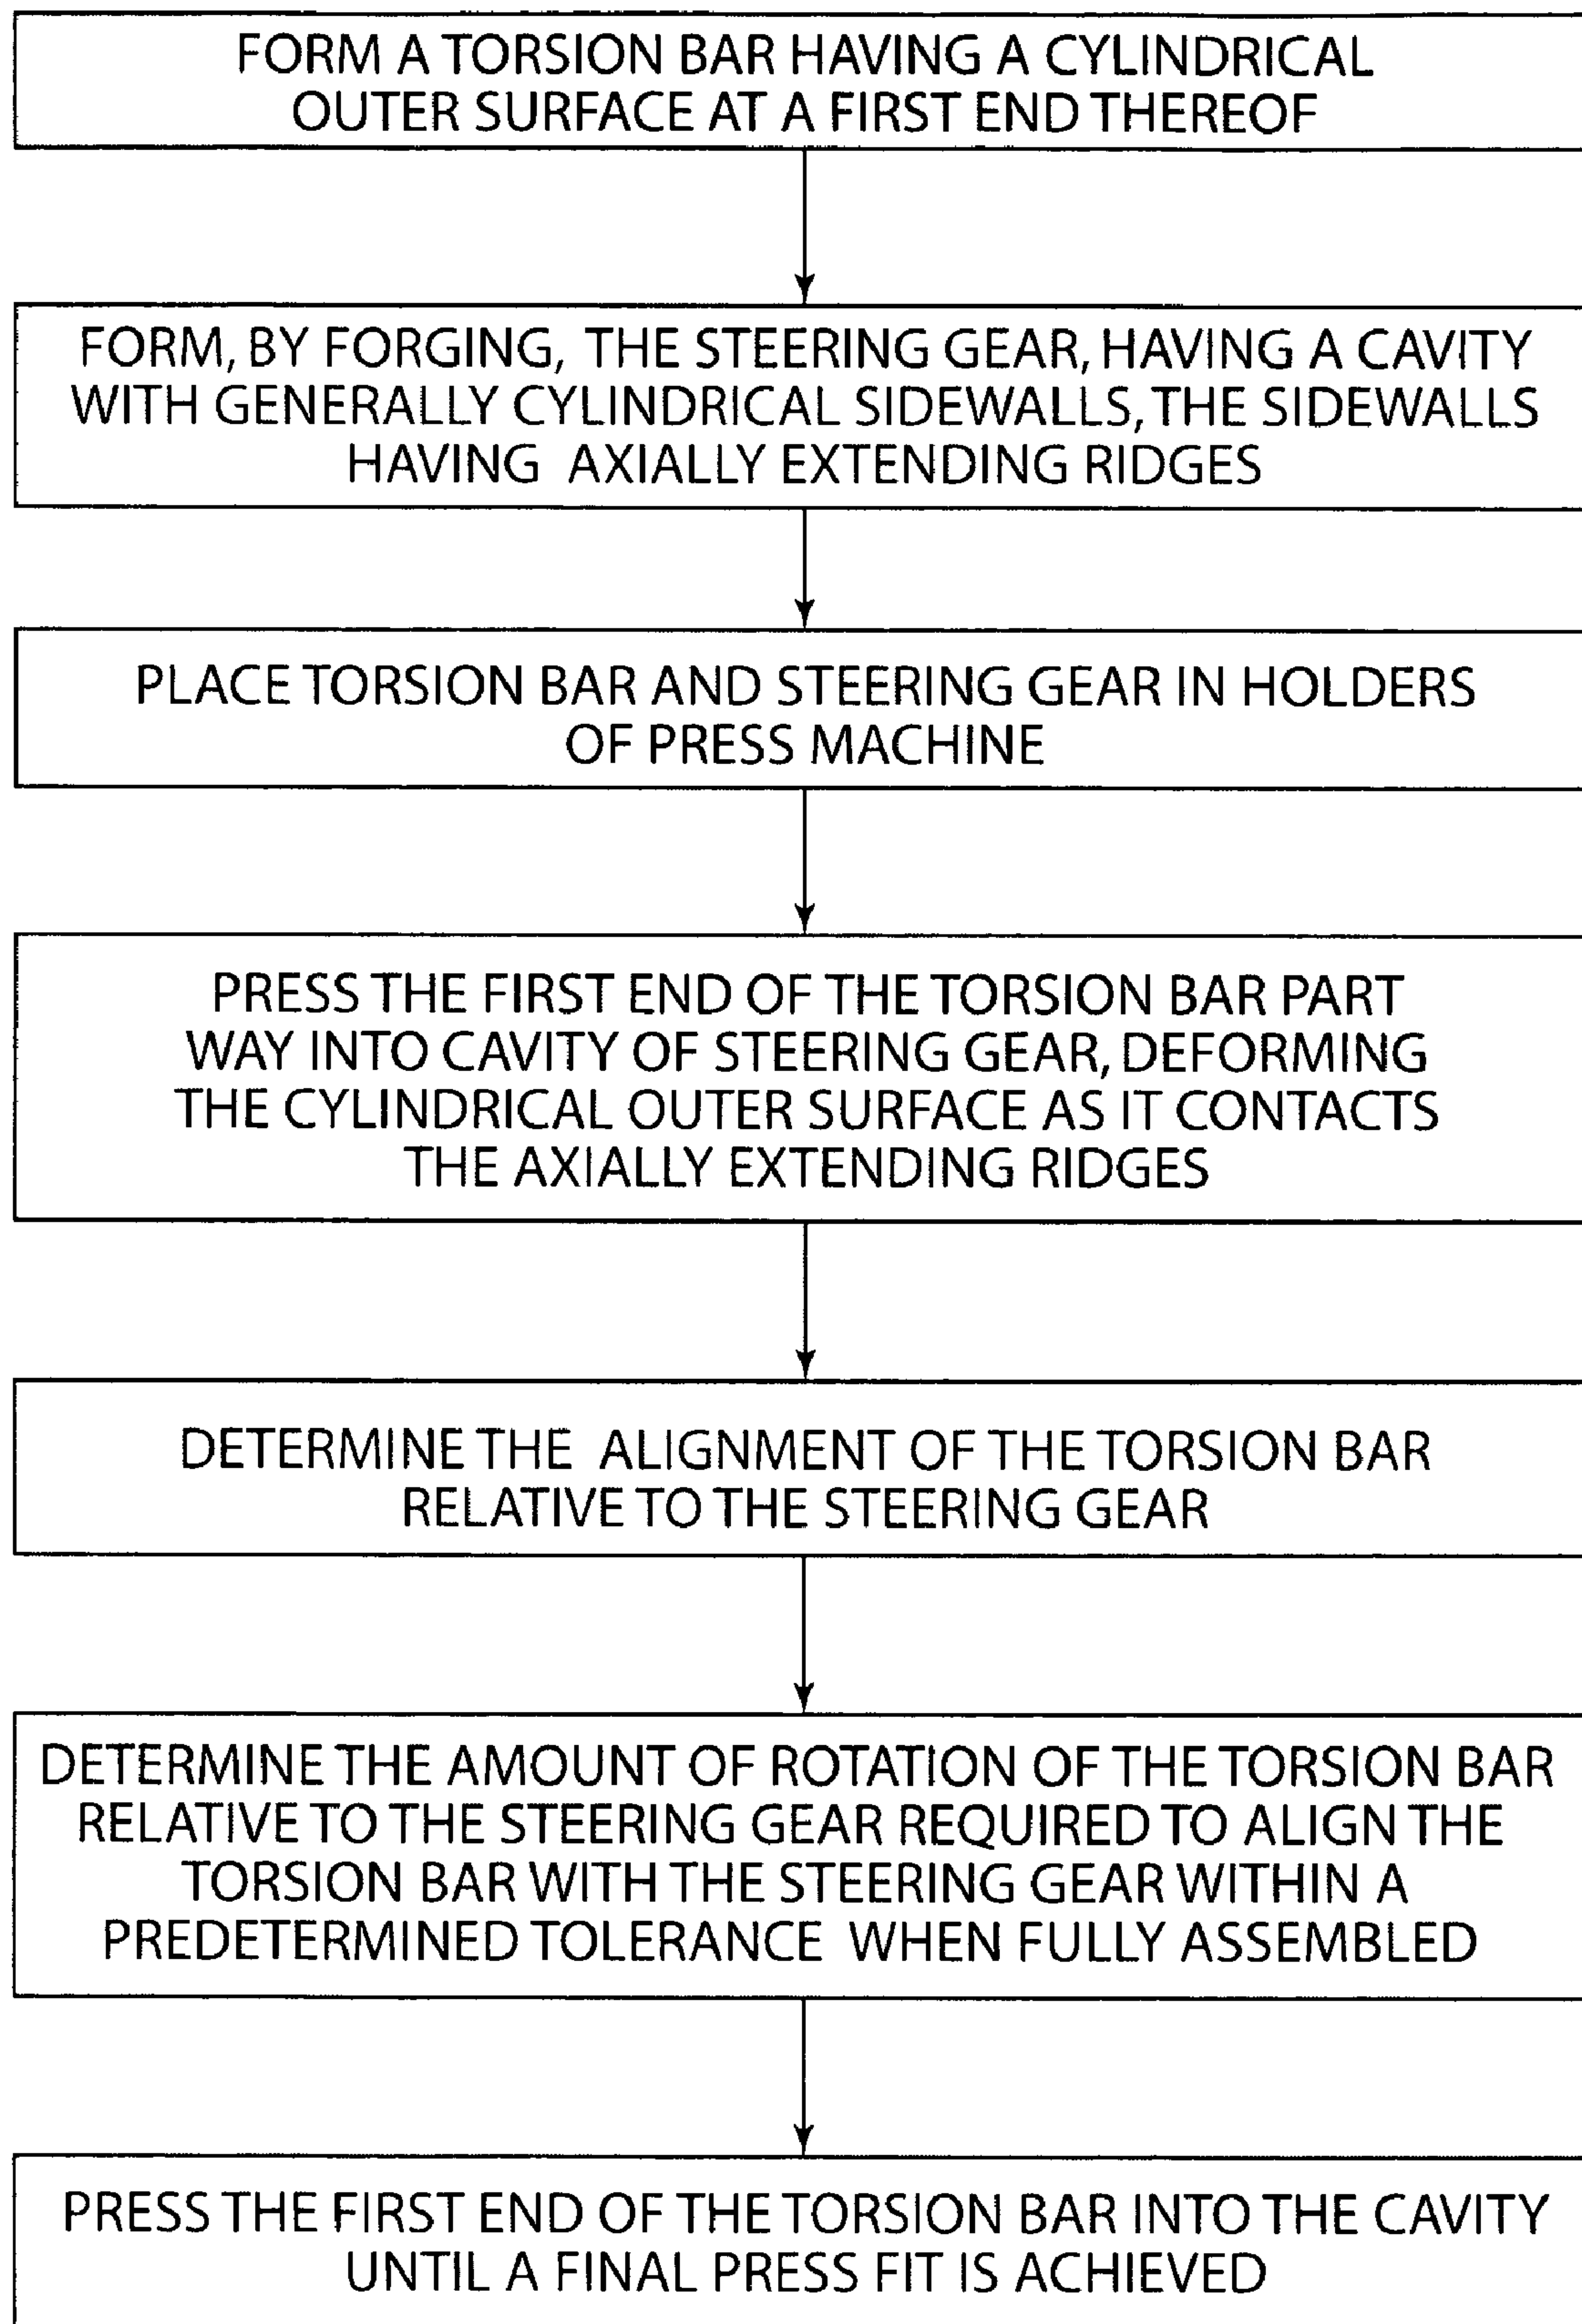 FORM A TORSION BAR HAVING A CYLINDRICAL
OUTER SURFACE AT A FIRST END THEREOF
FORM, BY FORGING, THE STEERING GEAR, HAVING A CAVITY
WITH GENERALLY CYLINDRICAL SIDEWALLS, THE SIDEWALLS
HAVING AXIALLY EXTENDING RIDGES
PLACE TORSION BAR AND STEERING GEAR IN HOLDERS
OF PRESS MACHINE
PRESS THE FIRST END OF THE TORSION BAR PART
WAY INTO CAVITY OF STEERING GEAR, DEFORMING
THE CYLINDRICAL OUTER SURFACE AS IT CONTACTS
THE AXIALLY EXTENDING RIDGES
DETERMINE THE ALIGNMENT OF THE TORSION BAR
RELATIVE TO THE STEERING GEAR
DETERMINE THE AMOUNT OF ROTATION OF THE TORSION BAR
RELATIVE TO THE STEERING GEAR REQUIRED TO ALIGN THE
TORSION BAR WITH THE STEERING GEAR WITHIN A
PREDETERMINED TOLERANCE WHEN FULLY ASSEMBLED
PRESS THE FIRST END OF THE TORSION BAR INTO THE CAVITY
UNTIL A FINAL PRESS FIT IS ACHIEVED